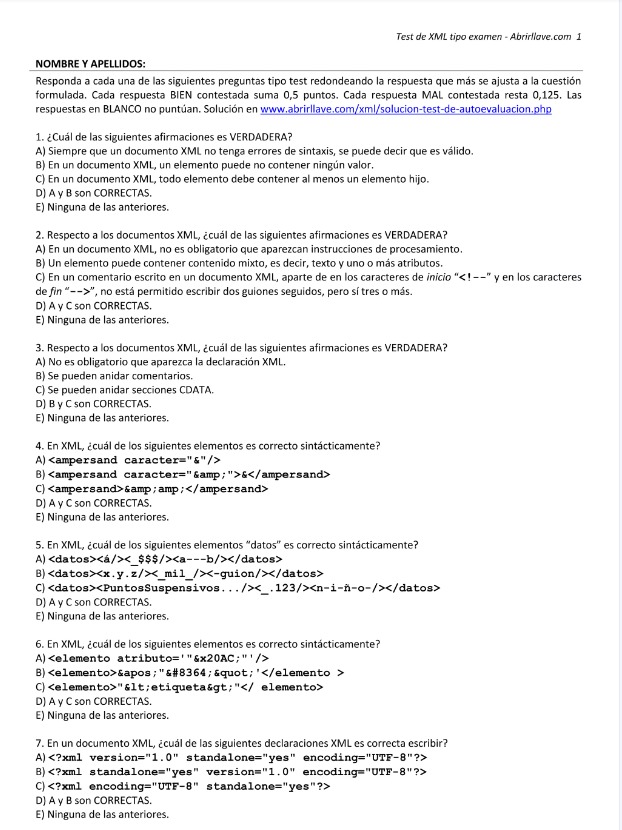 Test de XML tipo examen - Abrirllave.com 1
NOMBRE Y APELLIDOS:
Responda a cada una de las siguientes preguntas tipo test redondeando la respuesta que más se ajusta a la cuestión
formulada. Cada respuesta BIEN contestada suma 0,5 puntos. Cada respuesta MAL contestada resta 0,125. Las
respuestas en BLANCO no puntúan. Solución en www.abrirllave.com/xml/solucion-test-de-autoevaluacion.php
1. ¿Cuál de las siguientes afirmaciones es VERDADERA?
A) Siempre que un documento XML no tenga errores de sintaxis, se puede decir que es válido.
B) En un documento XML, un elemento puede no contener ningún valor.
C) En un documento XML, todo elemento debe contener al menos un elemento hijo.
D) A y B son CORRECTAS.
E) Ninguna de las anteriores.
2. Respecto a los documentos XML, ¿cuál de las siguientes afirmaciones es VERDADERA?
A) En un documento XML, no es obligatorio que aparezcan instrucciones de procesamiento.
B) Un elemento puede contener contenido mixto, es decir, texto y uno o más atributos.
C) En un comentario escrito en un documento XML, aparte de en los caracteres de inicio "<!--" y en los caracteres
de fin "-->", no está permitido escribir dos guiones seguidos, pero sí tres o más.
D) A y C son CORRECTAS.
E) Ninguna de las anteriores.
3. Respecto a los documentos XML, ¿cuál de las siguientes afirmaciones es VERDADERA?
A) No es obligatorio que aparezca la declaración XML.
B) Se pueden anidar comentarios.
C) Se pueden anidar secciones CDATA.
D) B y C son CORRECTAS.
E) Ninguna de las anteriores.
4. En XML, ¿cuál de los siguientes elementos es correcto sintácticamente?
A) <ampersand caracter="&"/>
B) <ampersand caracter="&amp;">&</ampersand>
C) <ampersand>&amp;amp;</ampersand>
D) A y C son CORRECTAS.
E) Ninguna de las anteriores.
5. En XML, ¿cuál de los siguientes elementos "datos" es correcto sintácticamente?
A) <datos><á/><_$$$/><a---b/></datos>
B) <datos><x.y.z/><_mil_/><-guion/></datos>
C) <datos><PuntosSuspensivos.../><_.123/><n-i-ñ-o-/></datos>
D) A y C son CORRECTAS.
E) Ninguna de las anteriores.
6. En XML, ¿cuál de los siguientes elementos es correcto sintácticamente?
A) <elemento atributo='"&x20AC;"'/>
B) <elemento>&apos;"&#8364;&quot;'</elemento >
C) <elemento>"&lt;etiqueta&gt;"</ elemento>
D) A y C son CORRECTAS.
E) Ninguna de las anteriores.
7. En un documento XML, ¿cuál de las siguientes declaraciones XML es correcta escribir?
A) <?xml version="1.0" standalone="yes" encoding="UTF-8"?>
B) <?xml standalone="yes" version="1.0" encoding="UTF-8"?>
C) <?xml encoding="UTF-8" standalone="yes"?>
D) A y B son CORRECTAS.
E) Ninguna de las anteriores.